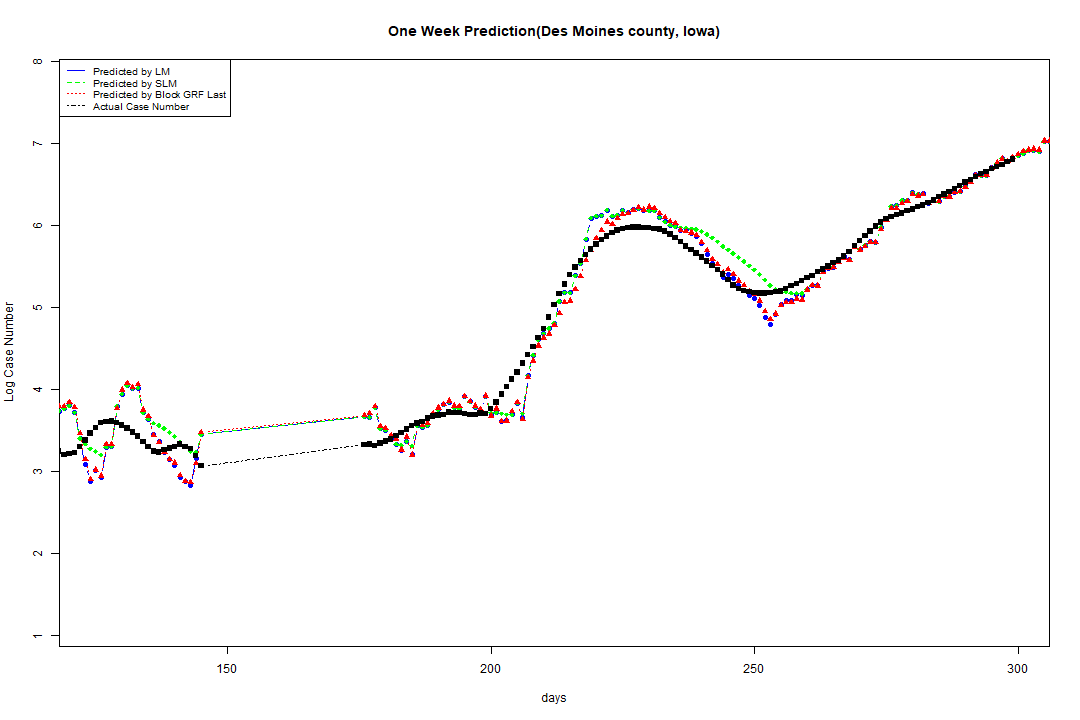 One Week Prediction(Des Moines county, Iowa)
Predicted by LM
Predicted by SLM
Predicted by Block GRF Last
Actual Case Number
8
7
6
5
4
3
2
1
Log Case Number
150 200 250 300
days